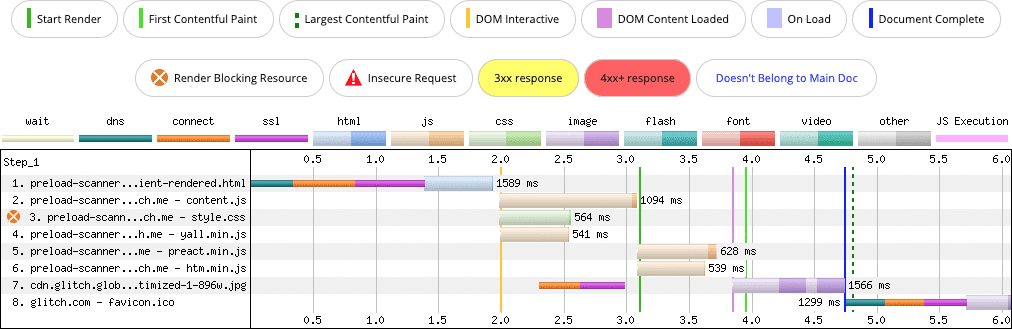 Start Render First Contentful Paint Largest Contentful Paint DOM Interactive DOM Content Loaded On Load Document Complete
Render Blocking Resource Insecure Request 3xx response 4xx+ response Doesn't Belong to Main Doc
wait dns connect ssl html js css image flash font video other JS Execution
Step_1 0.5 1.0 1.5 2.0 2.5 3.0 3.5 4.0 4.5 5.0 5.5 6.0
1. preload-scanner...ient-rendered.html 1589 ms
2. preload-scanner...ch.me - content.js 1094 ms
3. preload-scann...ch.me - style.css 564 ms
4. preload-scanner...h.me - yall.min.js 541 ms
5. preload-scanner...me - preact.min.js 628 ms
6. preload-scanner...ch.me - htm.min.js 539 ms
7. cdn.glitch.glob...timized-1-896w.jpg 1566 ms
8. glitch.com - favicon.ico 1299 ms
0.5 1.0 1.5 2.0 2.5 3.0 3.5 4.0 4.5 5.0 5.5 6.0